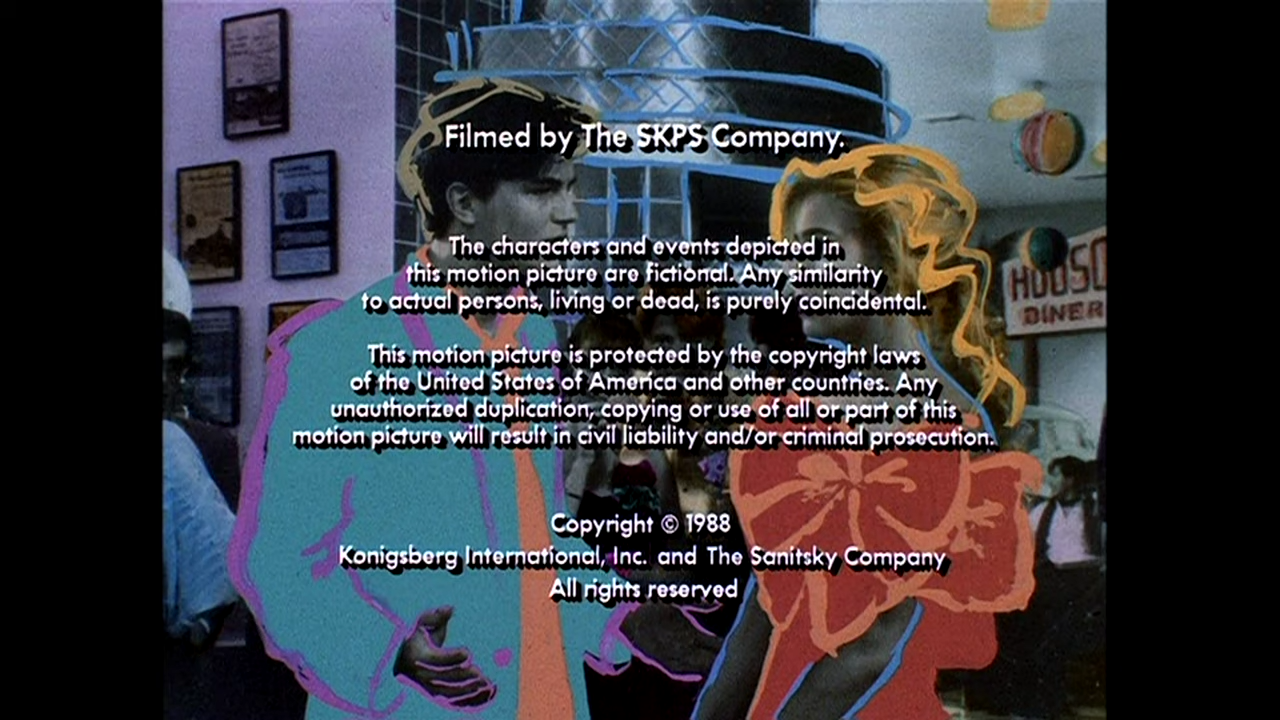 Filmed by The SKPS Company.
The characters and events depicted in
this motion picture are fictional. Any similarity
to actual persons, living or dead, is purely coincidental.
This motion picture is protected by the copyright laws
of the United States of America and other countries. Any
unauthorized duplication, copying or use of all or part of this
motion picture will result in civil liability and/or criminal prosecution.
Copyright © 1988
Konigsberg International, Inc. and The Sanitsky Company
All rights reserved
DINER